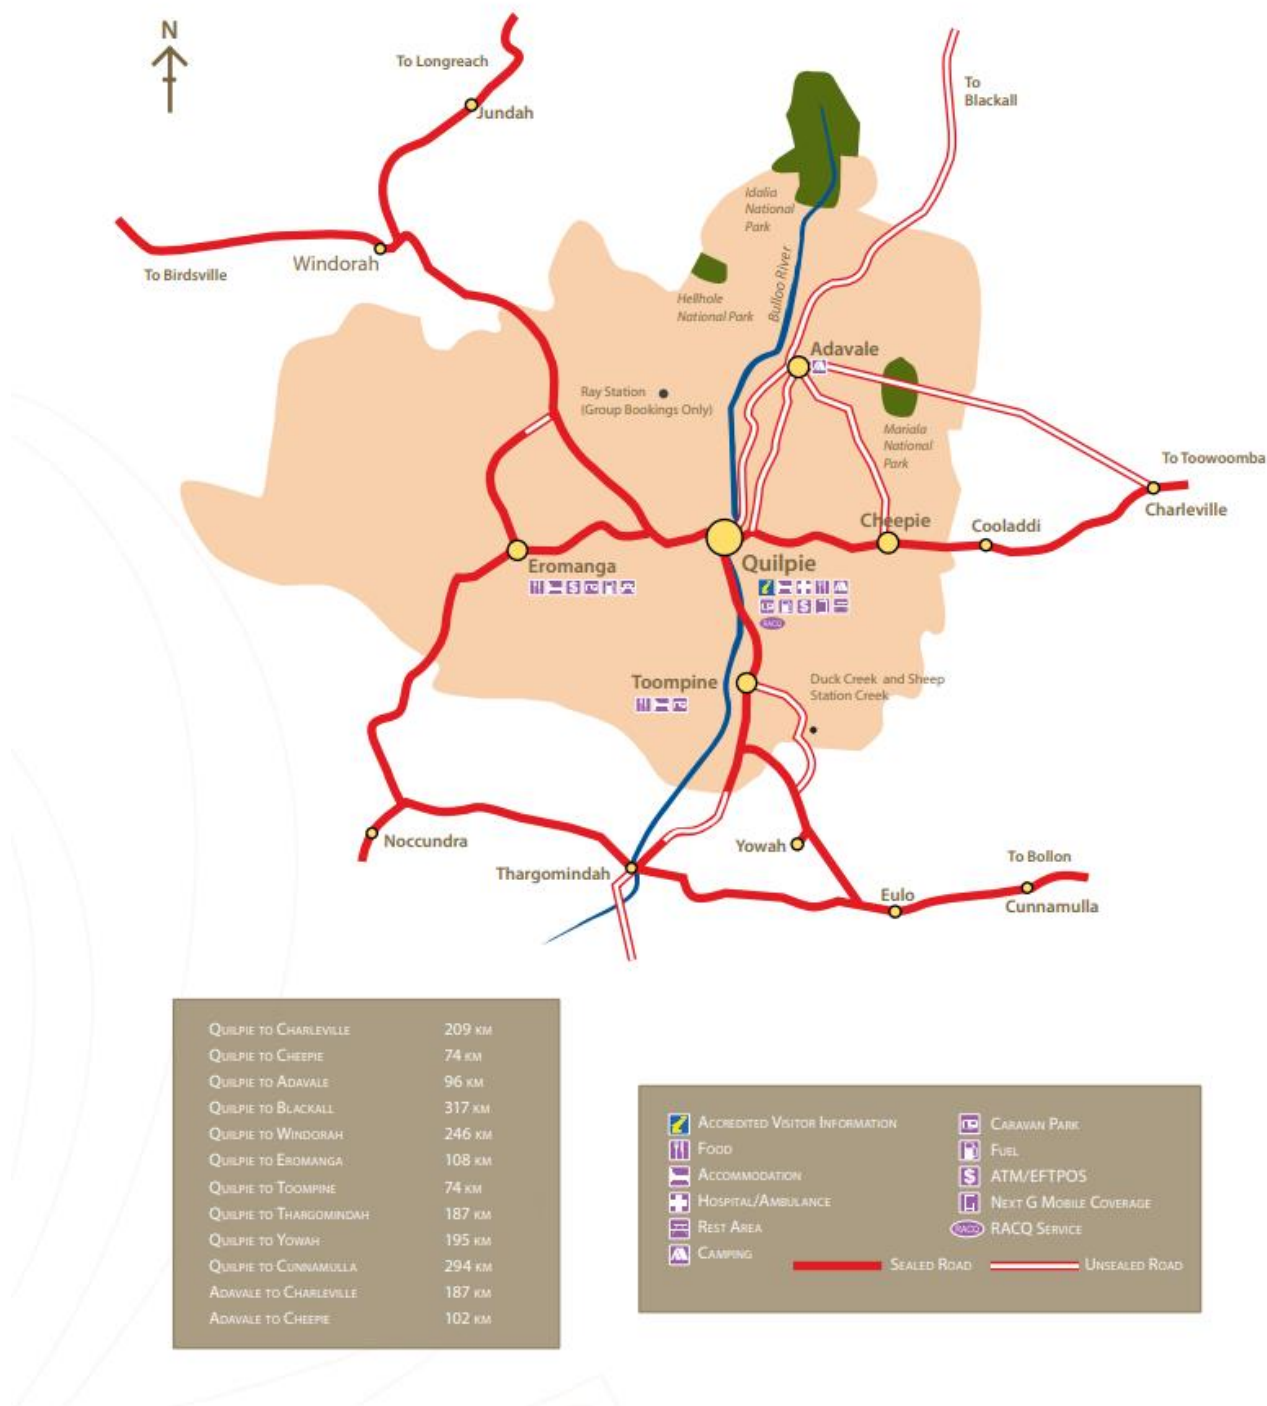 N
To Longreach
Jundah
To
Blackall
Idalia
National
Park
Bulloo River
Windorah
To Birdsville
Hellhole
National Park
Adavale
Ray Station
(Group Bookings Only)
Mariala
National
Park
To Toowoomba
Charleville
Cheepie
Cooladdi
Quilpie
Eromanga
$
LP
$
RACQ
Toompine
Duck Creek and Sheep
Station Creek
Noccundra
Yowah
Thargomindah
To Bollon
Eulo
Cunnamulla
Quilpie to Charleville 209 km
Quilpie to Cheepie 74 km
Quilpie to Adavale 96 km
Quilpie to Blackall 317 km
Quilpie to Windorah 246 km
Quilpie to Eromanga 108 km
Quilpie to Toompine 74 km
Quilpie to Thargomindah 187 km
Quilpie to Yowah 195 km
Quilpie to Cunnamulla 294 km
Adavale to Charleville 187 km
Adavale to Cheepie 102 km
Accredited Visitor Information
Food
Accommodation
Hospital/Ambulance
Rest Area
Camping
Caravan Park
Fuel
$ ATM/EFTPOS
Next G Mobile Coverage
RACQ RACQ Service
Sealed Road
Unsealed Road